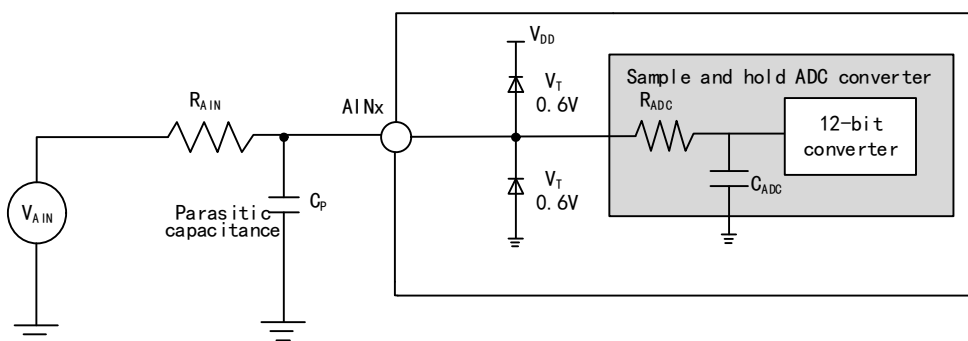 V_DD
Sample and hold ADC converter
V_T
0.6V
R_AIN
AINx
R_ADC
12-bit
converter
V_T
0.6V
C_ADC
V_AIN
Parasitic
capacitance
C_P